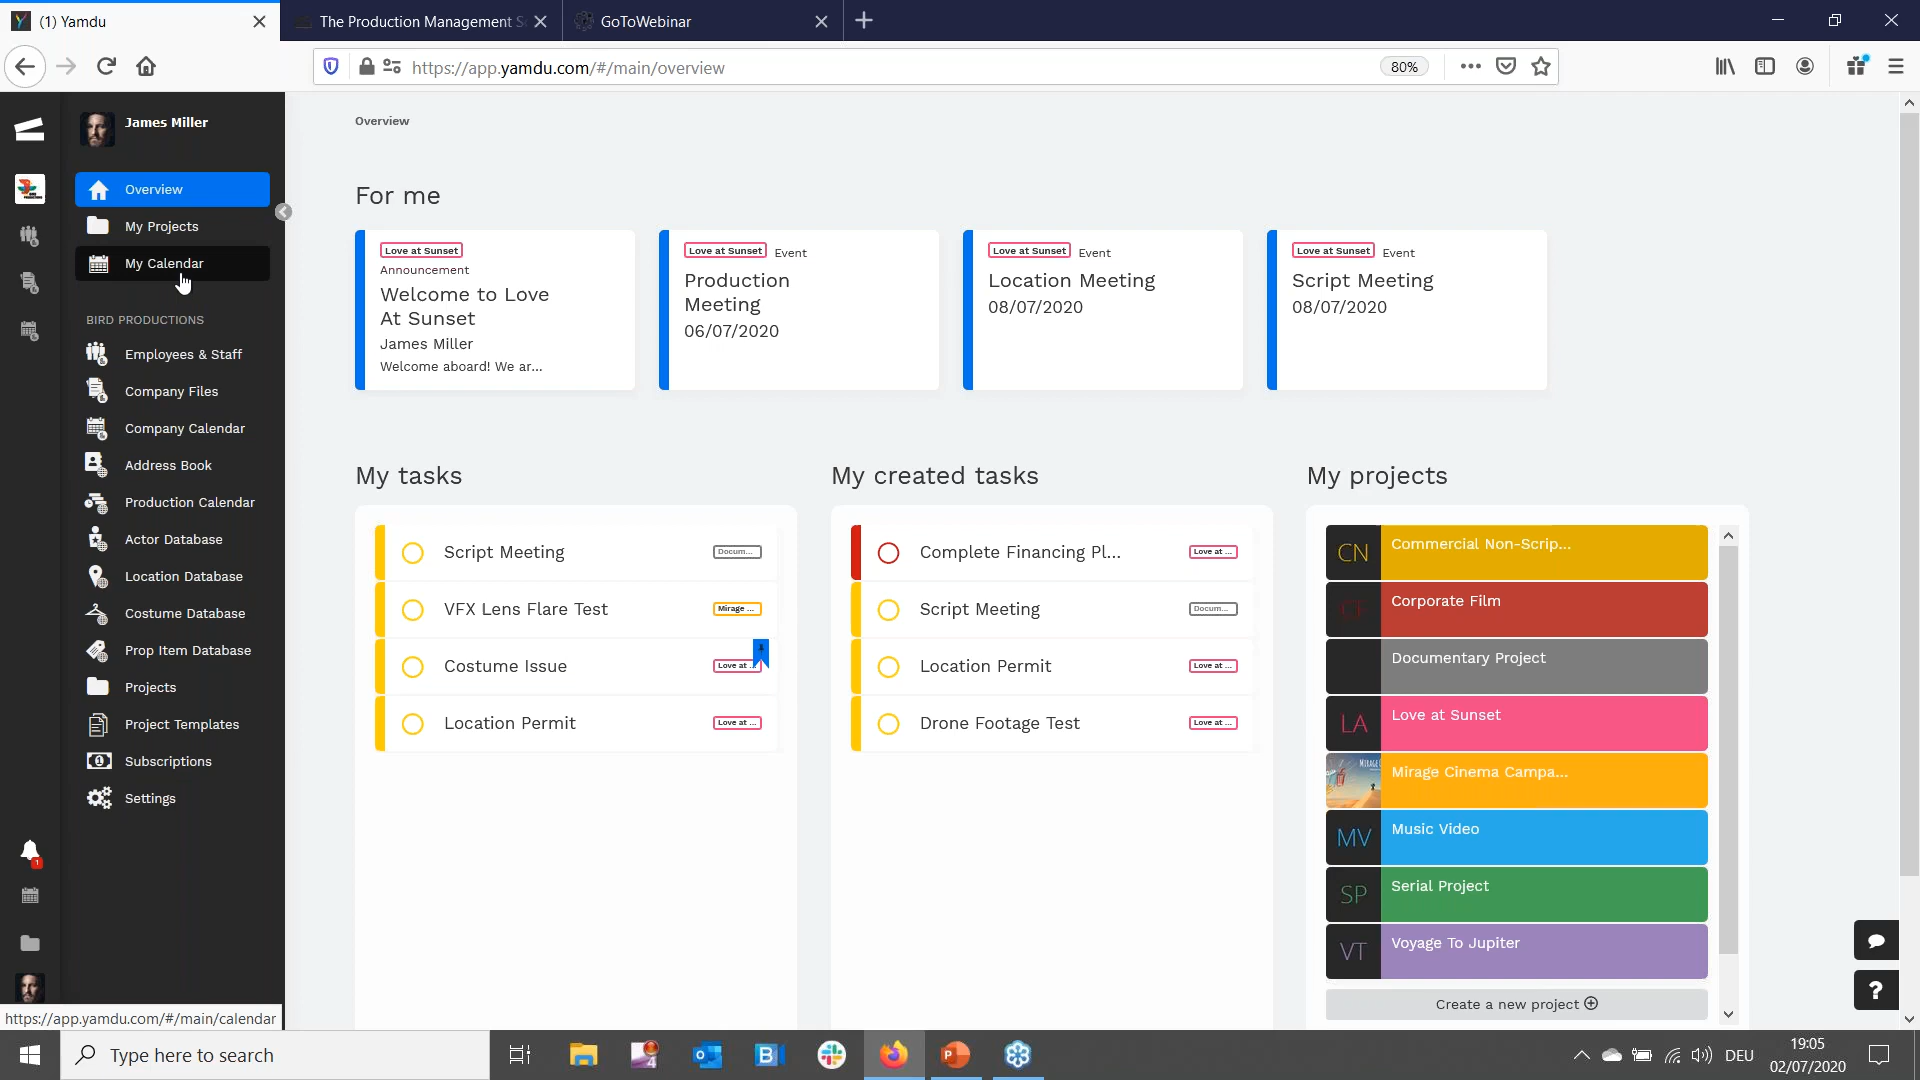 (1) Yamdu
The Production Management S
GoToWebinar
https://app.yamdu.com/#/main/overview
80%
James Miller
Overview
My Projects
My Calendar
BIRD PRODUCTIONS
Employees & Staff
Company Files
Company Calendar
Address Book
Production Calendar
Actor Database
Location Database
Costume Database
Prop Item Database
Projects
Project Templates
Subscriptions
Settings
1
https://app.yamdu.com/#/main/calendar
Overview
For me
Love at Sunset
Announcement
Welcome to Love
At Sunset
James Miller
Welcome aboard! We ar...
Love at Sunset Event
Production
Meeting
06/07/2020
Love at Sunset Event
Location Meeting
08/07/2020
Love at Sunset Event
Script Meeting
08/07/2020
My tasks
Script Meeting Docum...
VFX Lens Flare Test Mirage ...
Costume Issue Love at ...
Location Permit Love at ...
My created tasks
Complete Financing Pl... Love at ...
Script Meeting Docum...
Location Permit Love at ...
Drone Footage Test Love at ...
My projects
CN Commercial Non-Scrip...
CF Corporate Film
Documentary Project
LA Love at Sunset
Mirage Cinema Campa...
MV Music Video
SP Serial Project
VT Voyage To Jupiter
Create a new project
?
Type here to search
DEU
19:05
02/07/2020